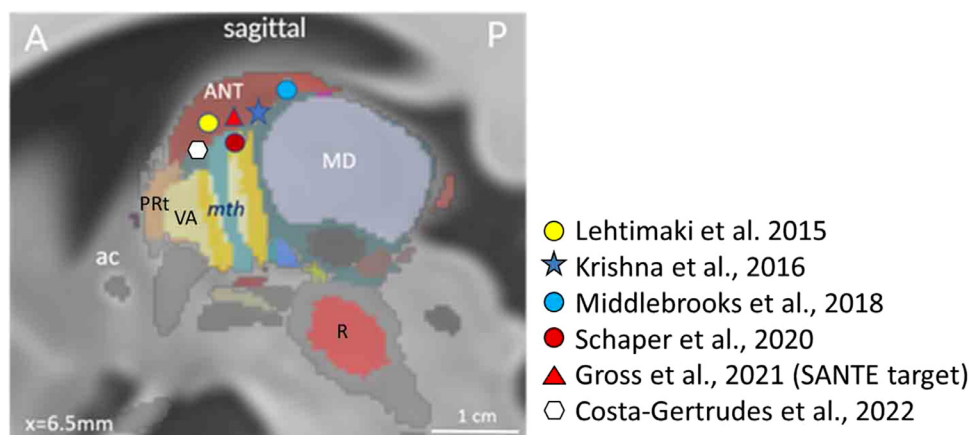 A sagittal P
ANT
MD
PRt
VA mth
ac
R
x=6.5mm 1 cm
Lehtimaki et al. 2015
Krishna et al., 2016
Middlebrooks et al., 2018
Schaper et al., 2020
Gross et al., 2021 (SANTE target)
Costa-Gertrudes et al., 2022